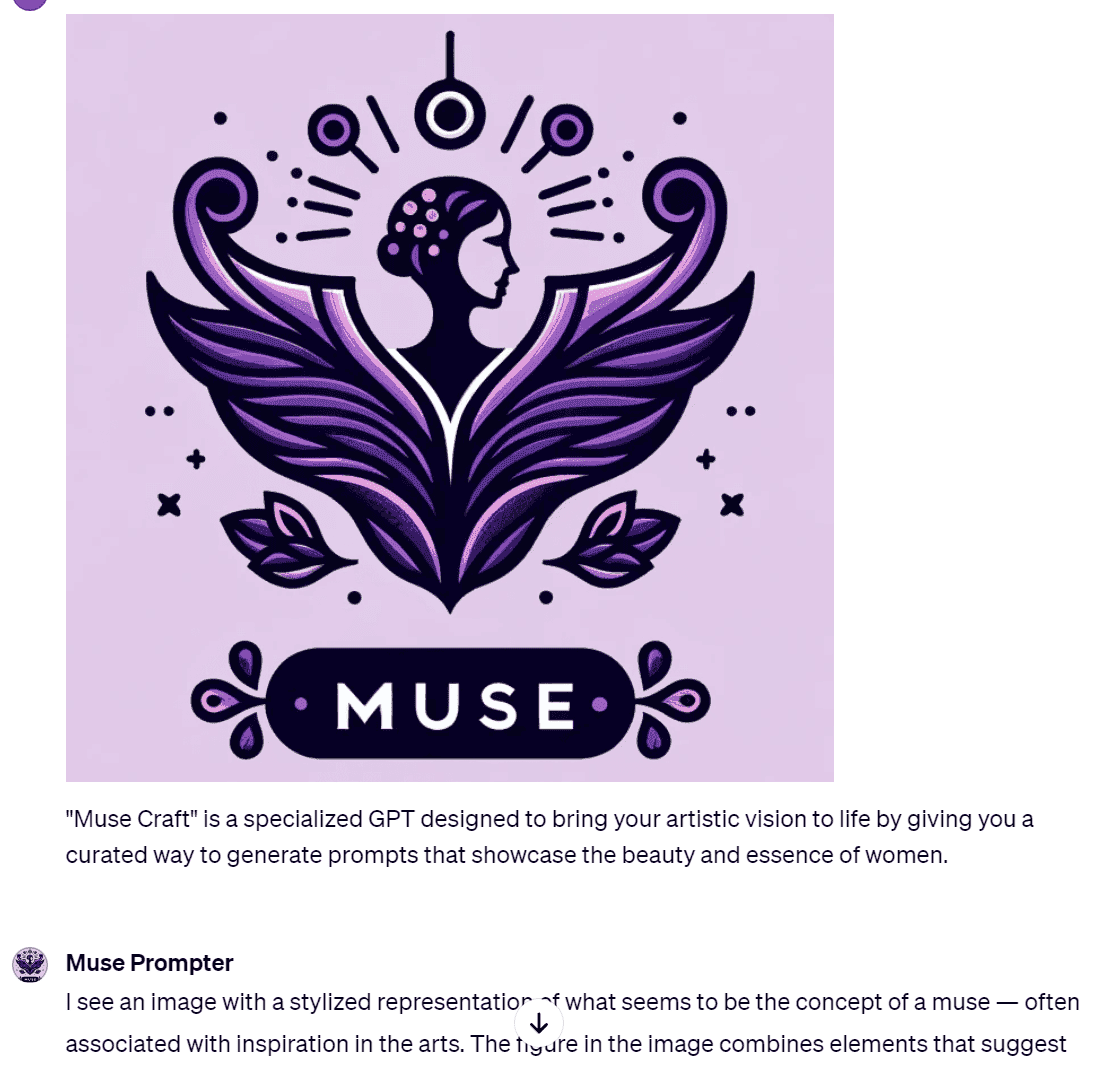 MUSE
"Muse Craft" is a specialized GPT designed to bring your artistic vision to life by giving you a
curated way to generate prompts that showcase the beauty and essence of women.
Muse Prompter
I see an image with a stylized representation of what seems to be the concept of a muse — often
associated with inspiration in the arts. The figure in the image combines elements that suggest